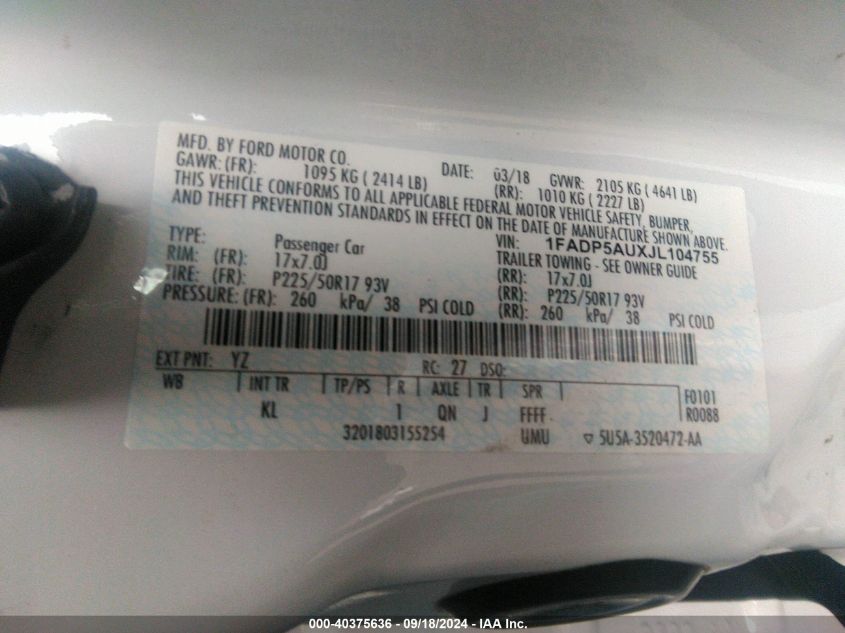 MFD. BY FORD MOTOR CO.
DATE: 03/18 GVWR: 2105 KG ( 4641 LB)
GAWR: (FR): 1095 KG ( 2414 LB) (RR): 1010 KG ( 2227 LB)
THIS VEHICLE CONFORMS TO ALL APPLICABLE FEDERAL MOTOR VEHICLE SAFETY, BUMPER,
AND THEFT PREVENTION STANDARDS IN EFFECT ON THE DATE OF MANUFACTURE SHOWN ABOVE.
VIN: 1FADP5AUXJL104755
TYPE: Passenger Car TRAILER TOWING - SEE OWNER GUIDE
RIM: (FR): 17x7.0J (RR): 17x7.0J
TIRE: (FR): P225/50R17 93V (RR): P225/50R17 93V
PRESSURE: (FR): 260 kPa/ 38 PSI COLD (RR): 260 kPa/ 38 PSI COLD
EXT PNT: YZ RC: 27 DSO:
WB INT TR TP/PS R AXLE TR SPR F0101
KL 1 QN J FFFF R0088
3201803155254 UMU ▽ 5U5A-3520472-AA
000-40375636 - 09/18/2024 - IAAI Inc.